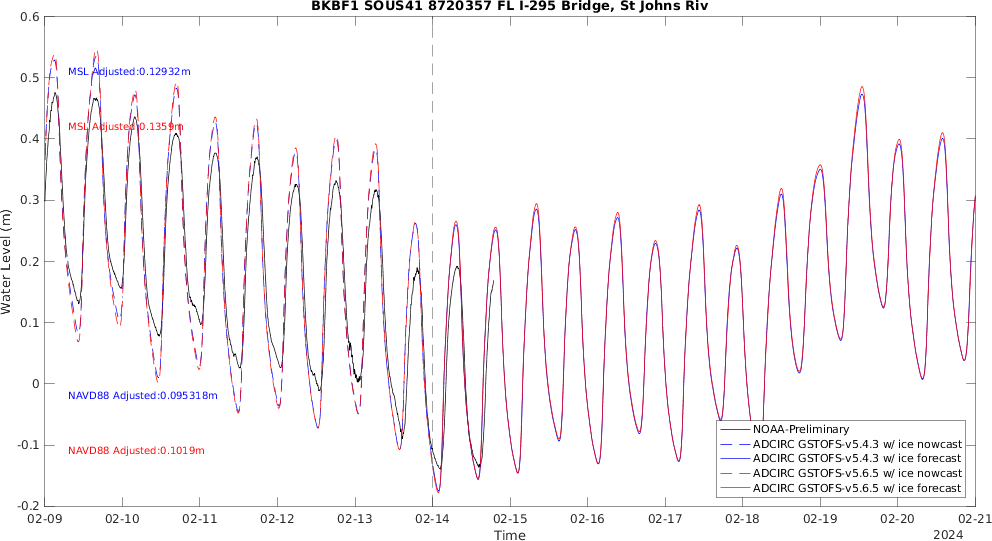 BKBF1 SOUS41 8720357 FL I-295 Bridge, St Johns Riv
0.6
0.5
0.4
0.3
0.2
0.1
0
-0.1
-0.2
Water Level (m)
MSL Adjusted:0.12932m
MSL Adjusted:0.1359m
NAVD88 Adjusted:0.095318m
NAVD88 Adjusted:0.1019m
NOAA-Preliminary
ADCIRC GSTOFS-v5.4.3 w/ ice nowcast
ADCIRC GSTOFS-v5.4.3 w/ ice forecast
ADCIRC GSTOFS-v5.6.5 w/ ice nowcast
ADCIRC GSTOFS-v5.6.5 w/ ice forecast
02-09 02-10 02-11 02-12 02-13 02-14 02-15 02-16 02-17 02-18 02-19 02-20 02-21
Time
2024